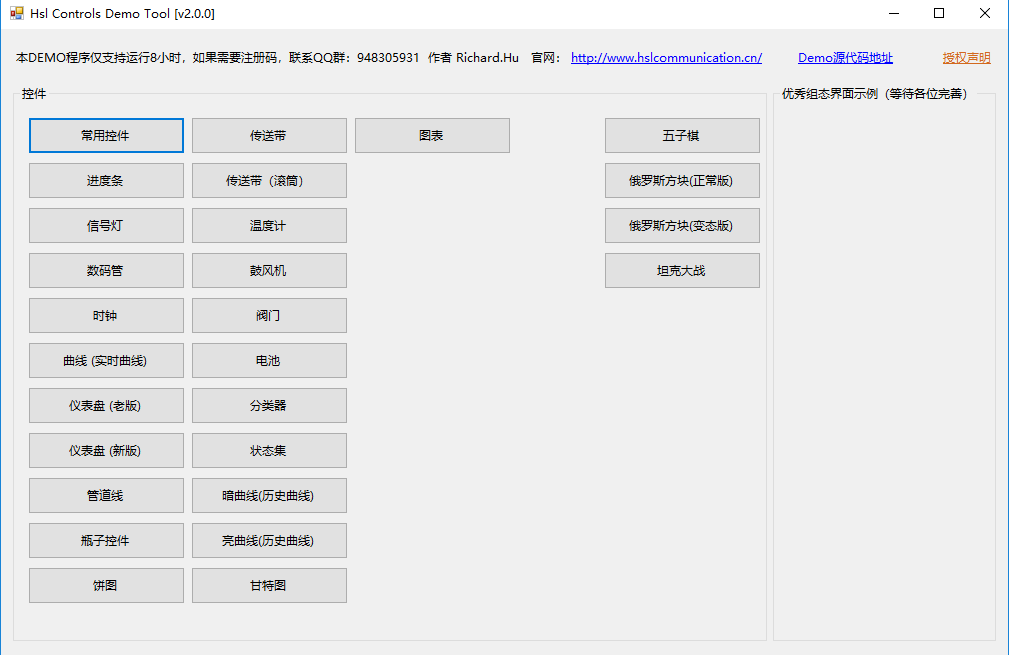 Hsl Controls Demo Tool [v2.0.0]
本DEMO程序仅支持运行8小时，如果需要注册码，联系QQ群：948305931 作者 Richard.Hu 官网： http://www.hslcommunication.cn/ Demo源代码地址 授权声明
控件 优秀组态界面示例（等待各位完善）
常用控件 传送带 图表 五子棋
进度条 传送带（滚筒） 俄罗斯方块(正常版)
信号灯 温度计 俄罗斯方块(变态版)
数码管 鼓风机 坦克大战
时钟 阀门
曲线 (实时曲线) 电池
仪表盘 (老版) 分类器
仪表盘 (新版) 状态集
管道线 暗曲线(历史曲线)
瓶子控件 亮曲线(历史曲线)
饼图 甘特图